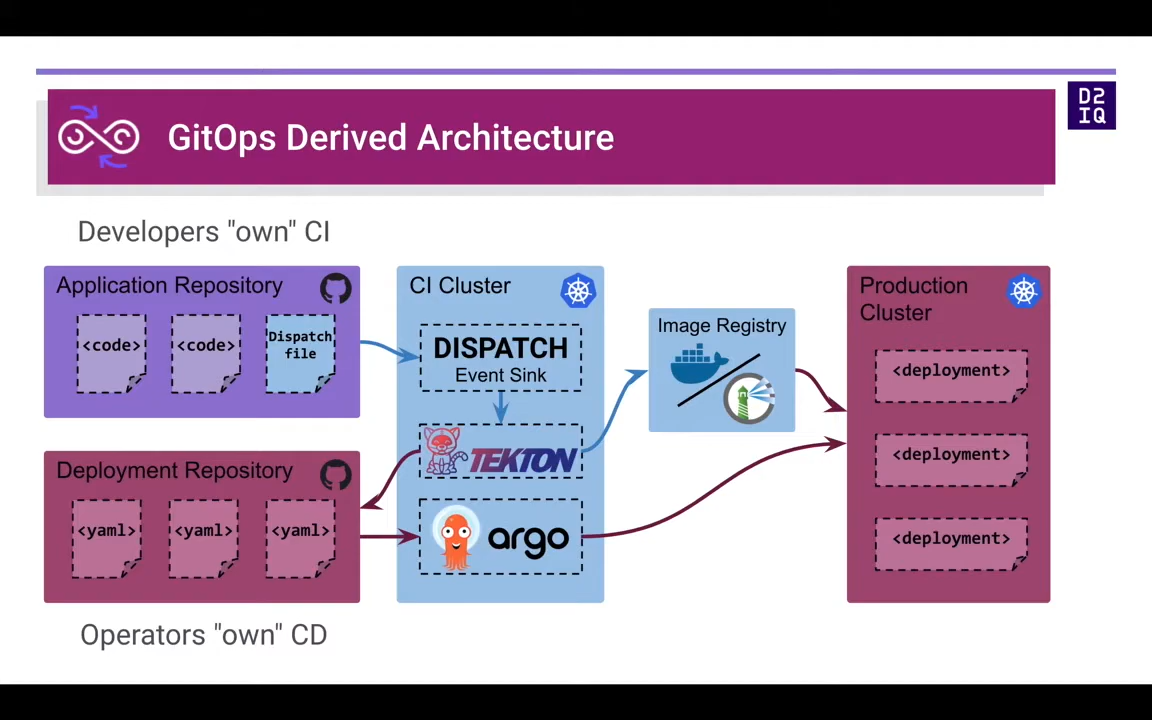 D2
IQ
GitOps Derived Architecture
Developers "own" CI
Application Repository
<code>
<code>
Dispatch
file
CI Cluster
DISPATCH
Event Sink
TEKTON
argo
Image Registry
Production
Cluster
<deployment>
<deployment>
<deployment>
Deployment Repository
<yaml>
<yaml>
<yaml>
Operators "own" CD